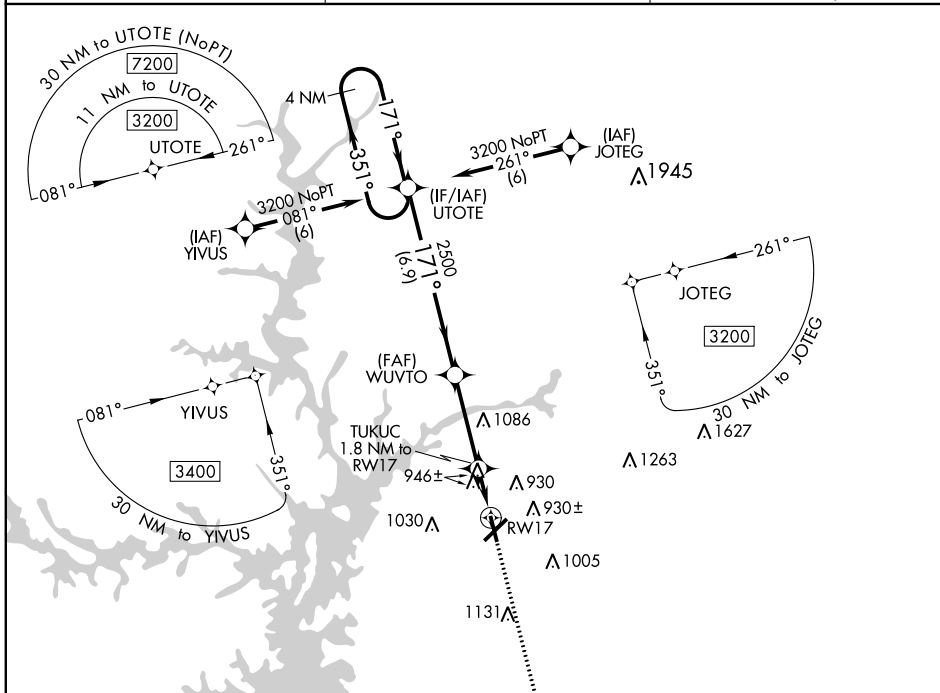 30 NM to UTOTE (NoPT)
7200
11 NM to UTOTE
3200
UTOTE
081°
261°
4 NM
171°
351°
3200 NoPT
261°
(6)
(IAF)
JOTEG
1945
3200 NoPT
081°
(6)
(IAF)
YIVUS
(IF/IAF)
UTOTE
2500
171°
(6.9)
261°
JOTEG
3200
351°
30 NM to JOTEG
(FAF)
WUVTO
081°
YIVUS
3400
351°
30 NM to YIVUS
1086
TUKUC
1.8 NM to
RW17
946±
930
930±
1030
RW17
1005
1131
1627
1263